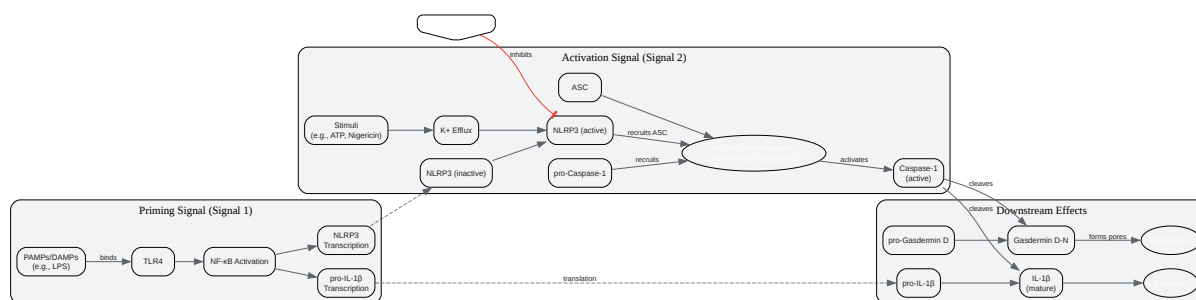 inhibits
Activation Signal (Signal 2)
ASC
Stimuli
(e.g., ATP, Nigericin)
K+ Efflux
NLRP3 (active)
recruits ASC
NLRP3 (inactive)
pro-Caspase-1
recruits
activates
Caspase-1
(active)
cleaves
cleaves
Priming Signal (Signal 1)
PAMPs/DAMPs
(e.g., LPS)
binds
TLR4
NF-κB Activation
NLRP3
Transcription
pro-IL-1β
Transcription
translation
Downstream Effects
pro-Gasdermin D
Gasdermin D-N
forms pores
pro-IL-1β
IL-1β
(mature)